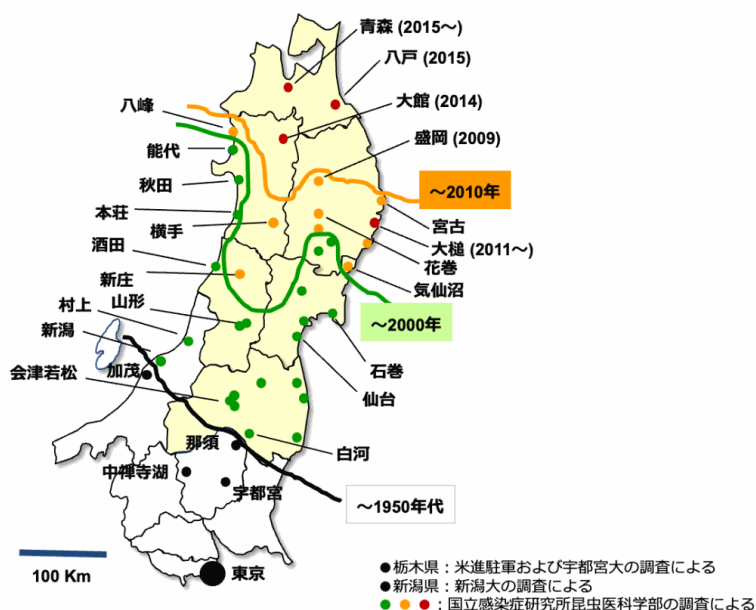 青森 (2015〜)
八戸 (2015)
八峰
大館 (2014)
能代
盛岡 (2009)
秋田
〜2010年
本荘
横手
宮古
大槌 (2011〜)
酒田
花巻
新庄
気仙沼
村上
山形
新潟
〜2000年
加茂
石巻
会津若松
仙台
那須
白河
中禅寺湖
宇都宮
〜1950年代
100 Km
東京
●栃木県：米進駐軍および宇都宮大の調査による
●新潟県：新潟大の調査による
●●●：国立感染症研究所昆虫医科学部の調査による